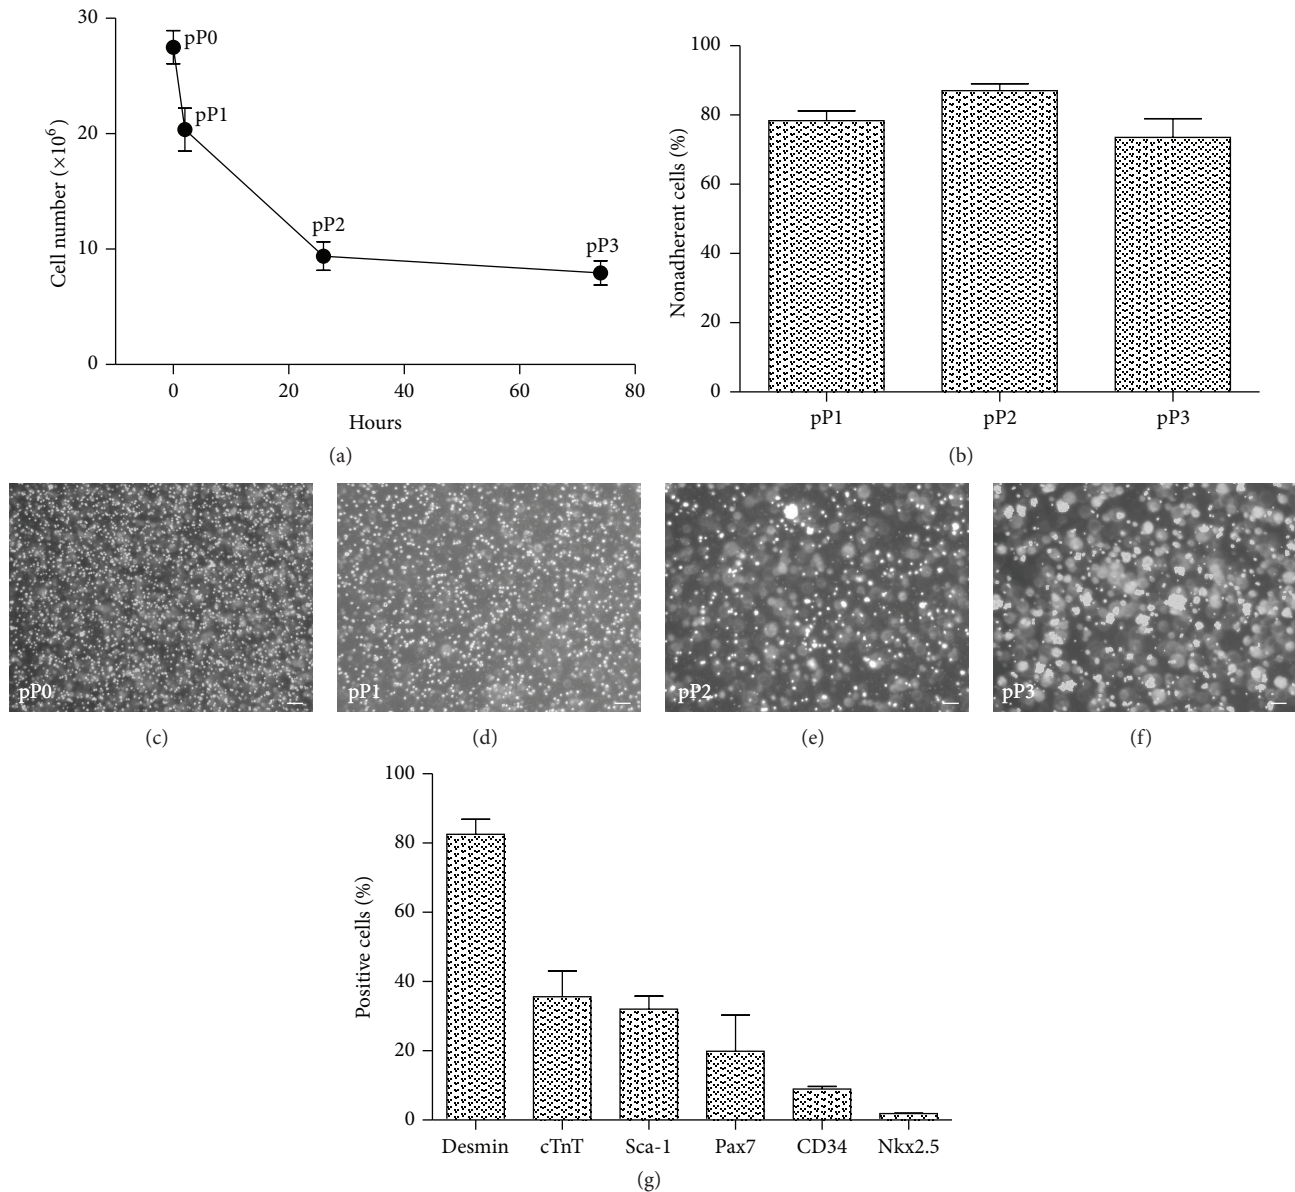 30
20
10
0
Cell number (×10⁶)
pP0
pP1
pP2
pP3
0 20 40 60 80
Hours
(a)
100
80
60
40
20
0
Nonadherent cells (%)
pP1 pP2 pP3
(b)
pP0
(c)
pP1
(d)
pP2
(e)
pP3
(f)
100
80
60
40
20
0
Positive cells (%)
Desmin cTnT Sca-1 Pax7 CD34 Nkx2.5
(g)